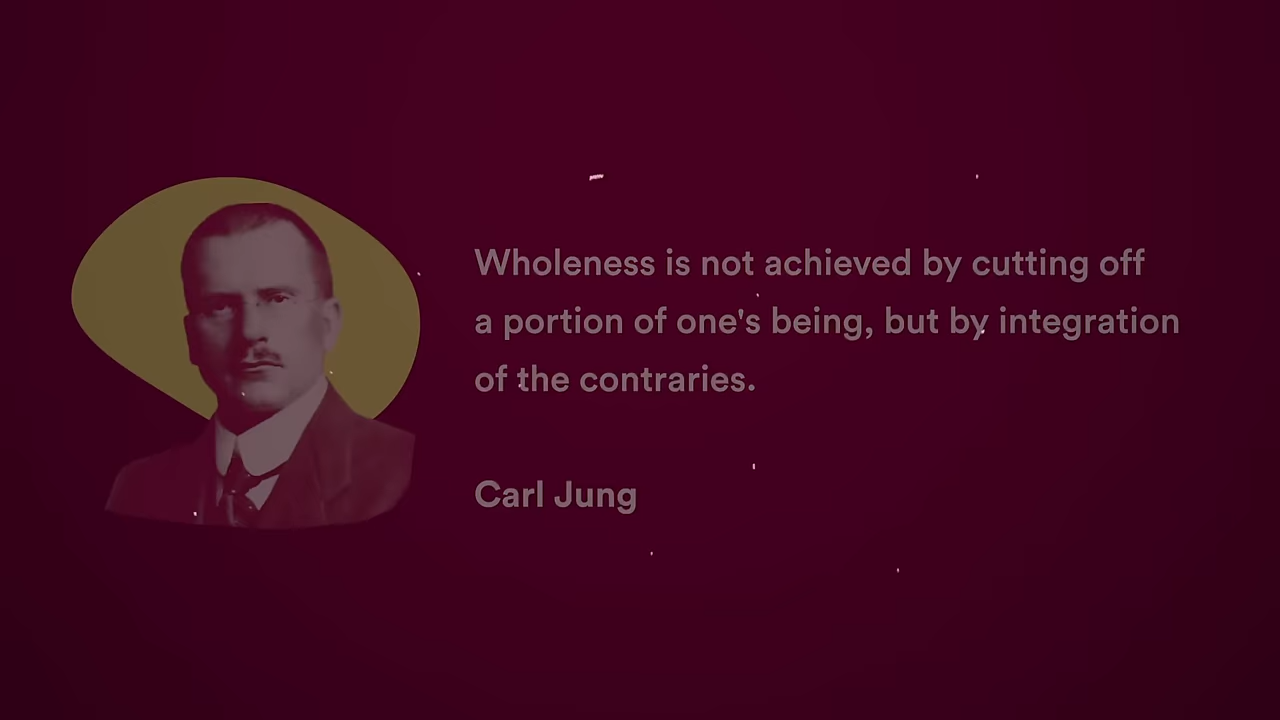 Wholeness is not achieved by cutting off
a portion of one's being, but by integration
of the contraries.
Carl Jung